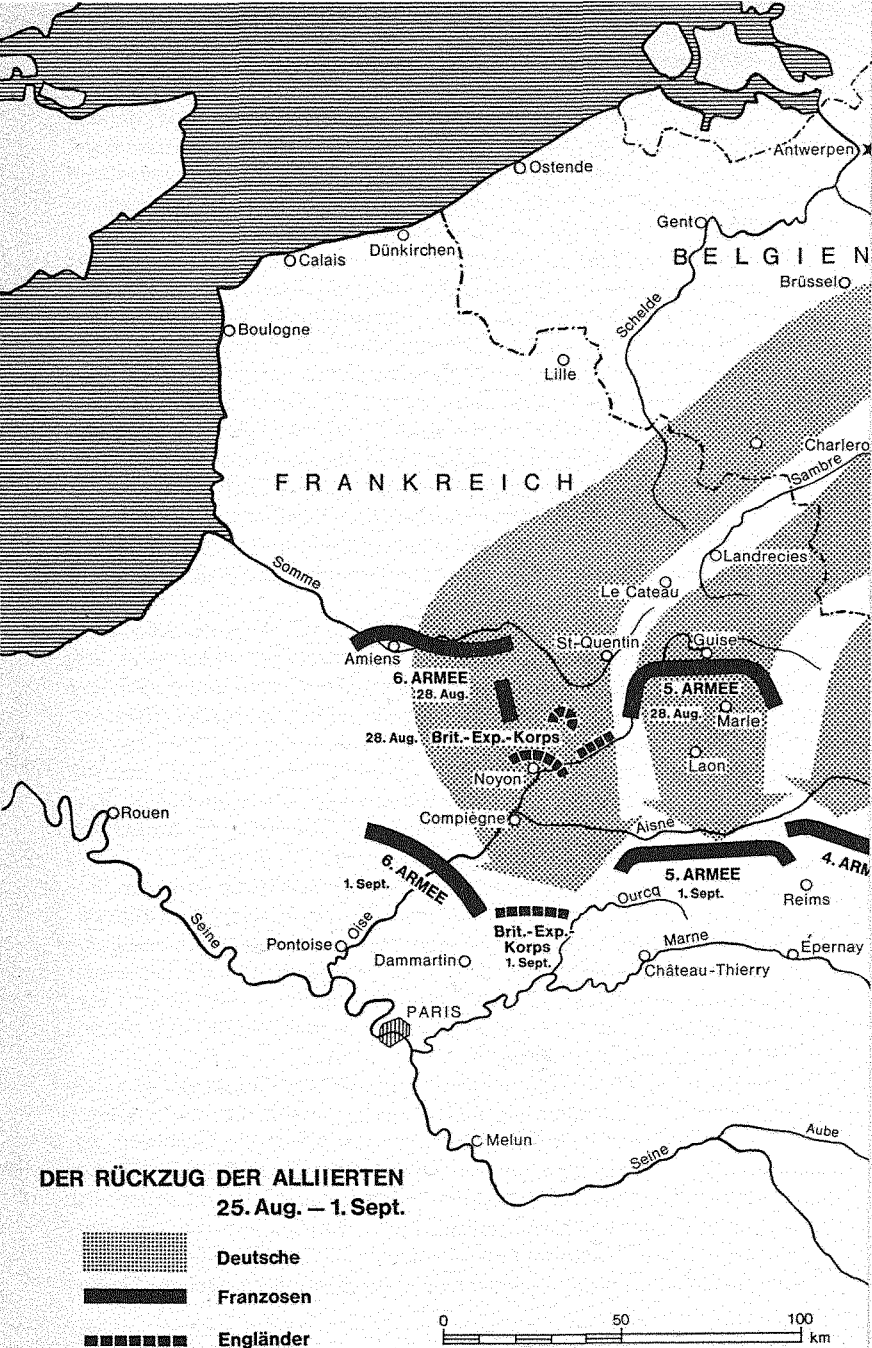 Antwerpen
Ostende
Gent
BELGIEN
Dünkirchen
Calais
Brüssel
Schelde
Boulogne
Lille
Charlero
Sambre
FRANKREICH
Landrecies
Somme
Le Cateau
St-Quentin
Guise
Amiens
6. ARMEE
28. Aug.
5. ARMEE
28. Aug.
Marle
28. Aug. Brit.-Exp.-Korps
Laon
Noyon
Rouen
Compiègne
Aisne
6. ARMEE
1. Sept.
5. ARMEE
1. Sept.
4. ARM
Reims
Ourcq
Seine
Oise
Pontoise
Brit.-Exp.-
Korps
1. Sept.
Marne
Épernay
Dammartin
Château-Thierry
PARIS
Melun
Seine
Aube
DER RÜCKZUG DER ALLIIERTEN
25. Aug. – 1. Sept.
Deutsche
Franzosen
Engländer
0 50 100
km